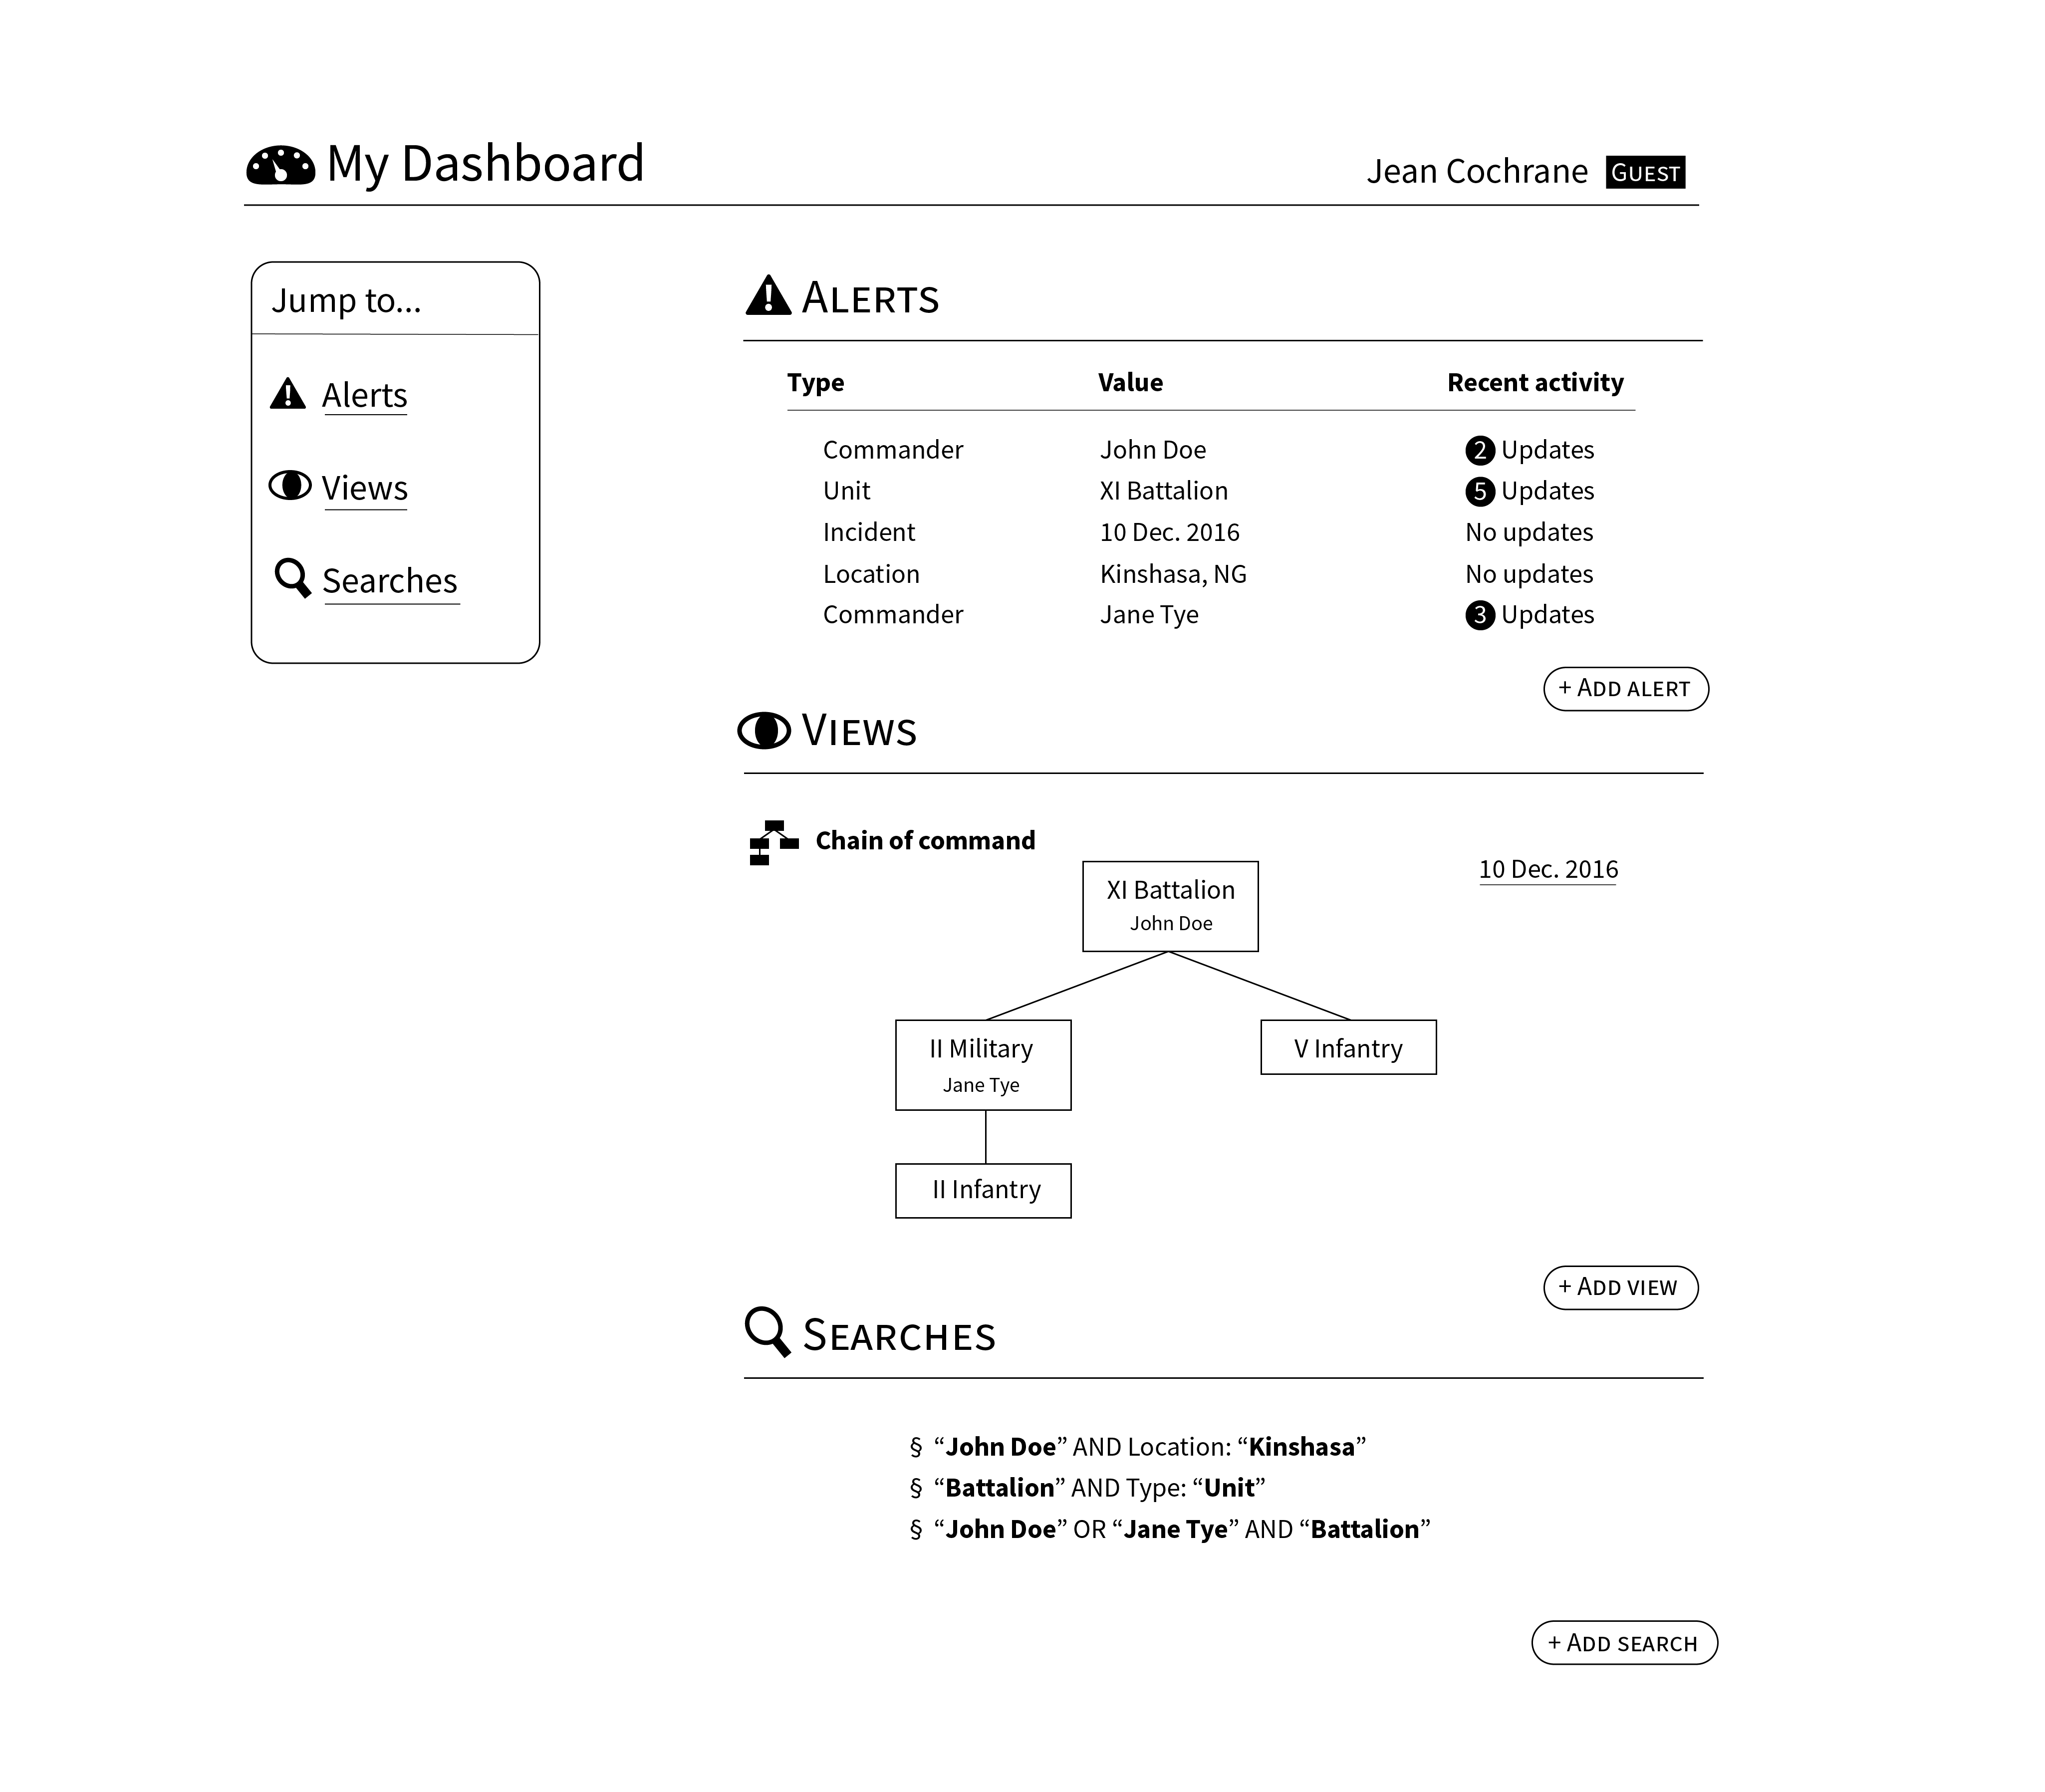 My Dashboard
Jean Cochrane GUEST
Jump to...
Alerts
Views
Searches
ALERTS
Type Value Recent activity
Commander John Doe 2 Updates
Unit XI Battalion 5 Updates
Incident 10 Dec. 2016 No updates
Location Kinshasa, NG No updates
Commander Jane Tye 3 Updates
+ ADD ALERT
VIEWS
Chain of command
10 Dec. 2016
XI Battalion
John Doe
II Military
Jane Tye
V Infantry
II Infantry
+ ADD VIEW
SEARCHES
§ “John Doe” AND Location: “Kinshasa”
§ “Battalion” AND Type: “Unit”
§ “John Doe” OR “Jane Tye” AND “Battalion”
+ ADD SEARCH